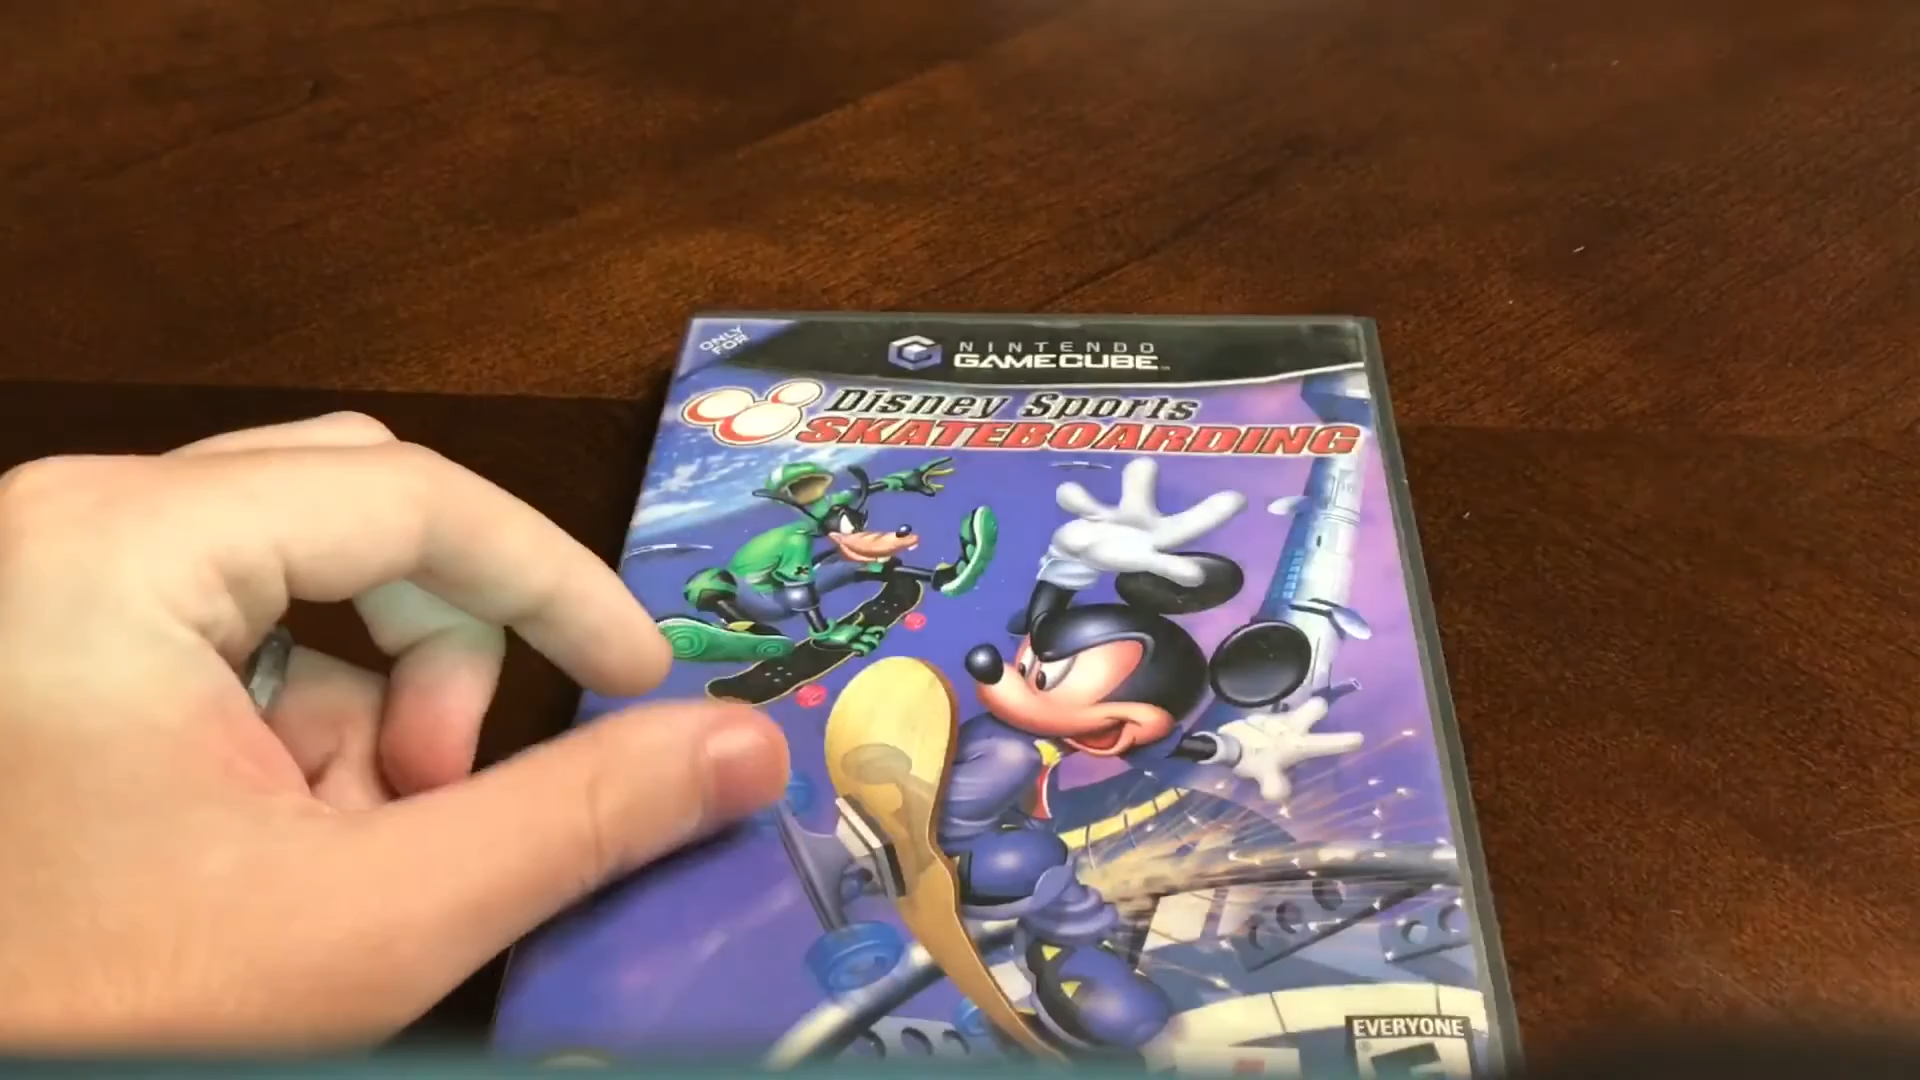 ONLY
FOR
NINTENDO
GAMECUBE
Disney Sports
SKATEBOARDING
EVERYONE
E